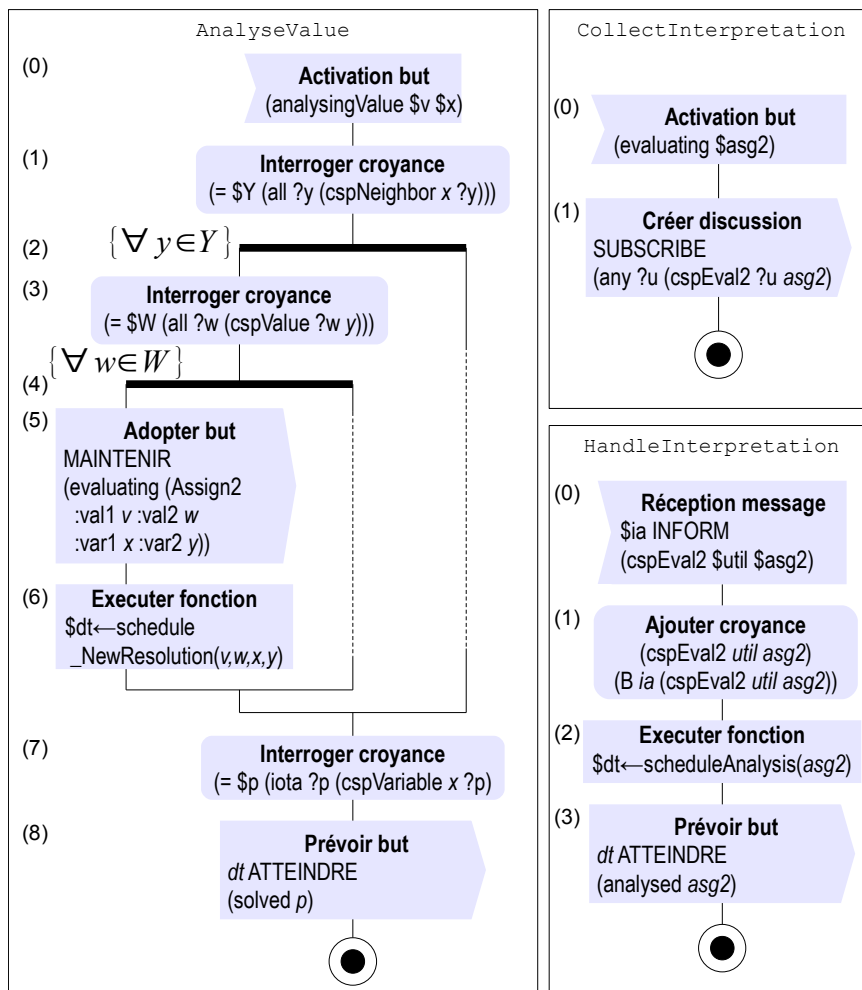 AnalyseValue
(0)
Activation but
(analysingValue $v $x)
(1)
Interroger croyance
(= $Y (all ?y (cspNeighbor x ?y)))
(2)
{∀ y∈Y}
(3)
Interroger croyance
(= $W (all ?w (cspValue ?w y)))
{∀ w∈W}
(4)
(5)
Adopter but
MAINTENIR
(evaluating (Assign2
:val1 v :val2 w
:var1 x :var2 y))
(6)
Executer fonction
$dt←schedule
_NewResolution(v,w,x,y)
(7)
Interroger croyance
(= $p (iota ?p (cspVariable x ?p)
(8)
Prévoir but
dt ATTEINDRE
(solved p)
CollectInterpretation
(0)
Activation but
(evaluating $asg2)
(1)
Créer discussion
SUBSCRIBE
(any ?u (cspEval2 ?u asg2)
HandleInterpretation
(0)
Réception message
$ia INFORM
(cspEval2 $util $asg2)
(1)
Ajouter croyance
(cspEval2 util asg2)
(B ia (cspEval2 util asg2))
(2)
Executer fonction
$dt←scheduleAnalysis(asg2)
(3)
Prévoir but
dt ATTEINDRE
(analysed asg2)